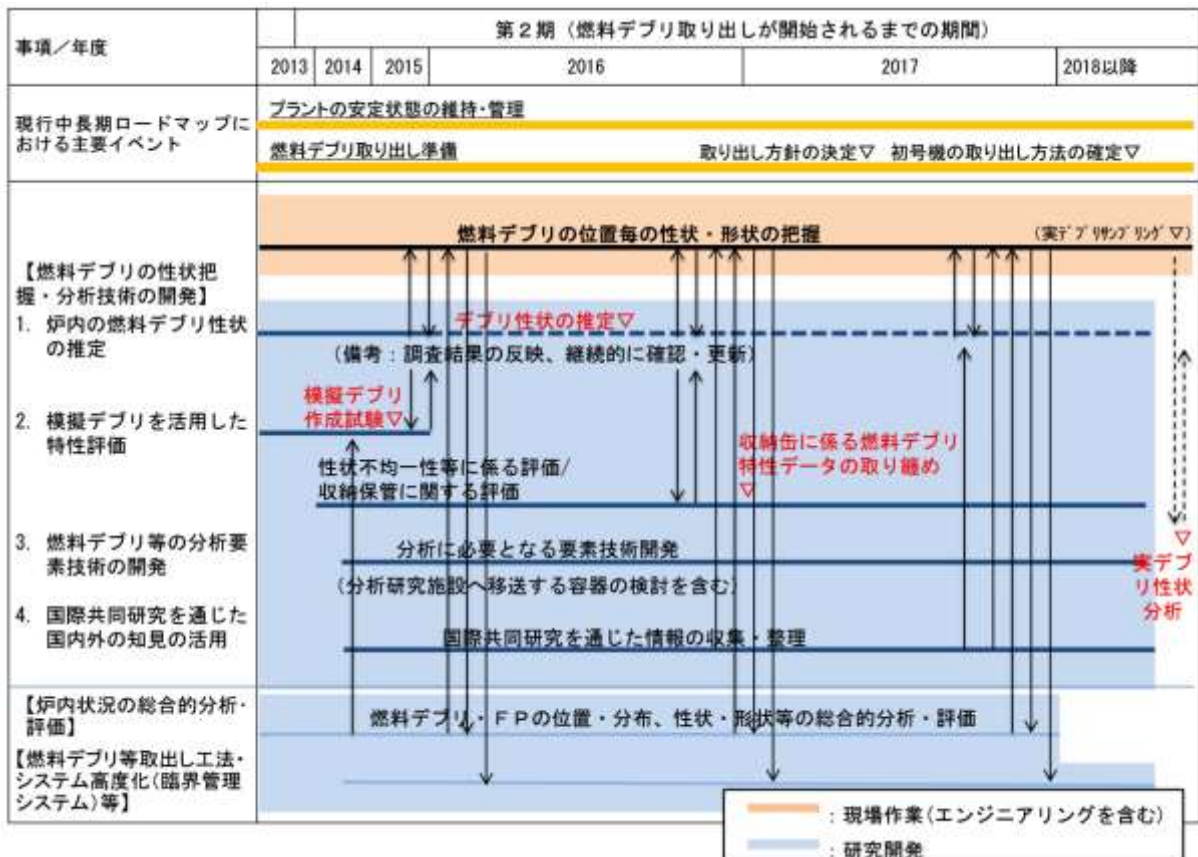 事項／年度
第２期（燃料デブリ取り出しが開始されるまでの期間）
2013
2014
2015
2016
2017
2018以降
現行中長期ロードマップに
おける主要イベント
プラントの安定状態の維持・管理
燃料デブリ取り出し準備
取り出し方針の決定▽
初号機の取り出し方法の確定▽
燃料デブリの位置毎の性状・形状の把握
(実デブリサンプリング▽)
【燃料デブリの性状把
握・分析技術の開発】
1. 炉内の燃料デブリ性状
の推定
デブリ性状の推定▽
(備考：調査結果の反映、継続的に確認・更新)
2. 模擬デブリを活用した
特性評価
模擬デブリ
作成試験▽
性状不均一性等に係る評価/
収納保管に関する評価
収納缶に係る燃料デブリ
特性データの取り纏め
▽
3. 燃料デブリ等の分析要
素技術の開発
分析に必要となる要素技術開発
(分析研究施設へ移送する容器の検討を含む)
▽
実デブ
リ性状
分析
4. 国際共同研究を通じた
国内外の知見の活用
国際共同研究を通じた情報の収集・整理
【炉内状況の総合的分析・
評価】
燃料デブリ・ＦＰの位置・分布、性状・形状等の総合的分析・評価
【燃料デブリ等取出し工法・
システム高度化(臨界管理
システム)等】
：現場作業(エンジニアリングを含む)
：研究開発